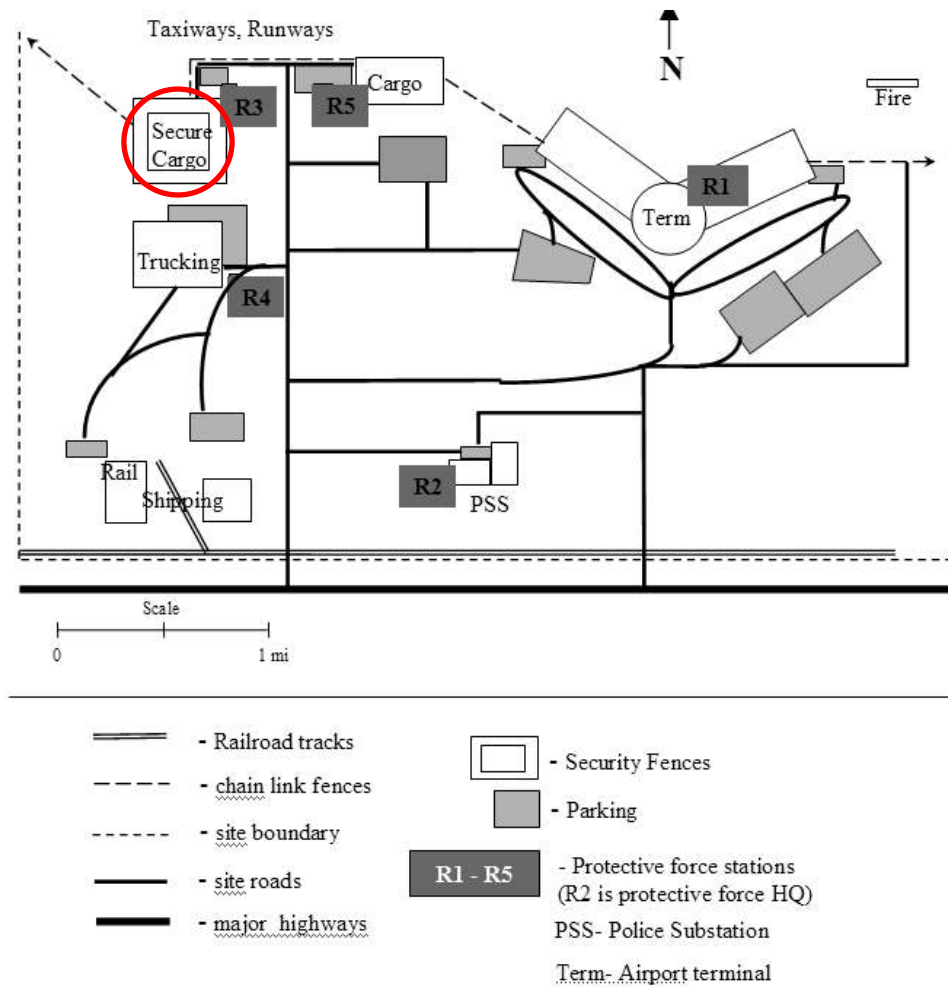 Taxiways, Runways
N
Cargo
Fire
R3
R5
Secure
Cargo
R1
Term
Trucking
R4
Rail
Shipping
R2
PSS
Scale
0
1 mi
- Railroad tracks
- chain link fences
- site boundary
- site roads
- major highways
- Security Fences
- Parking
R1 - R5
- Protective force stations
(R2 is protective force HQ)
PSS- Police Substation
Term- Airport terminal